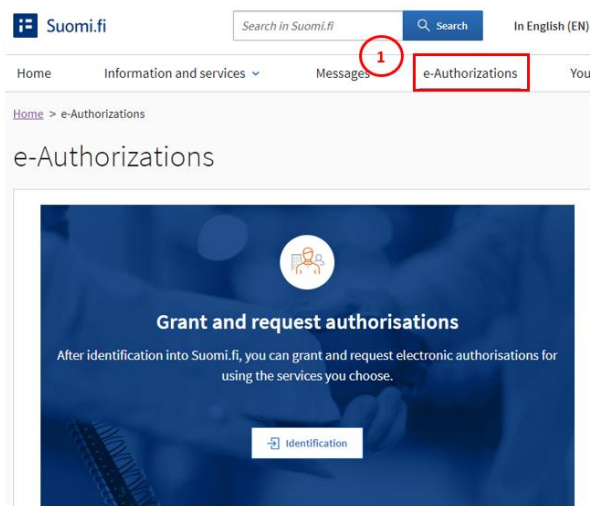 Suomi.fi
Search in Suomi.fi
Search
In English (EN)
1
Home
Information and services
Messages
e-Authorizations
You
Home > e-Authorizations
e-Authorizations
Grant and request authorisations
After identification into Suomi.fi, you can grant and request electronic authorisations for
using the services you choose.
Identification